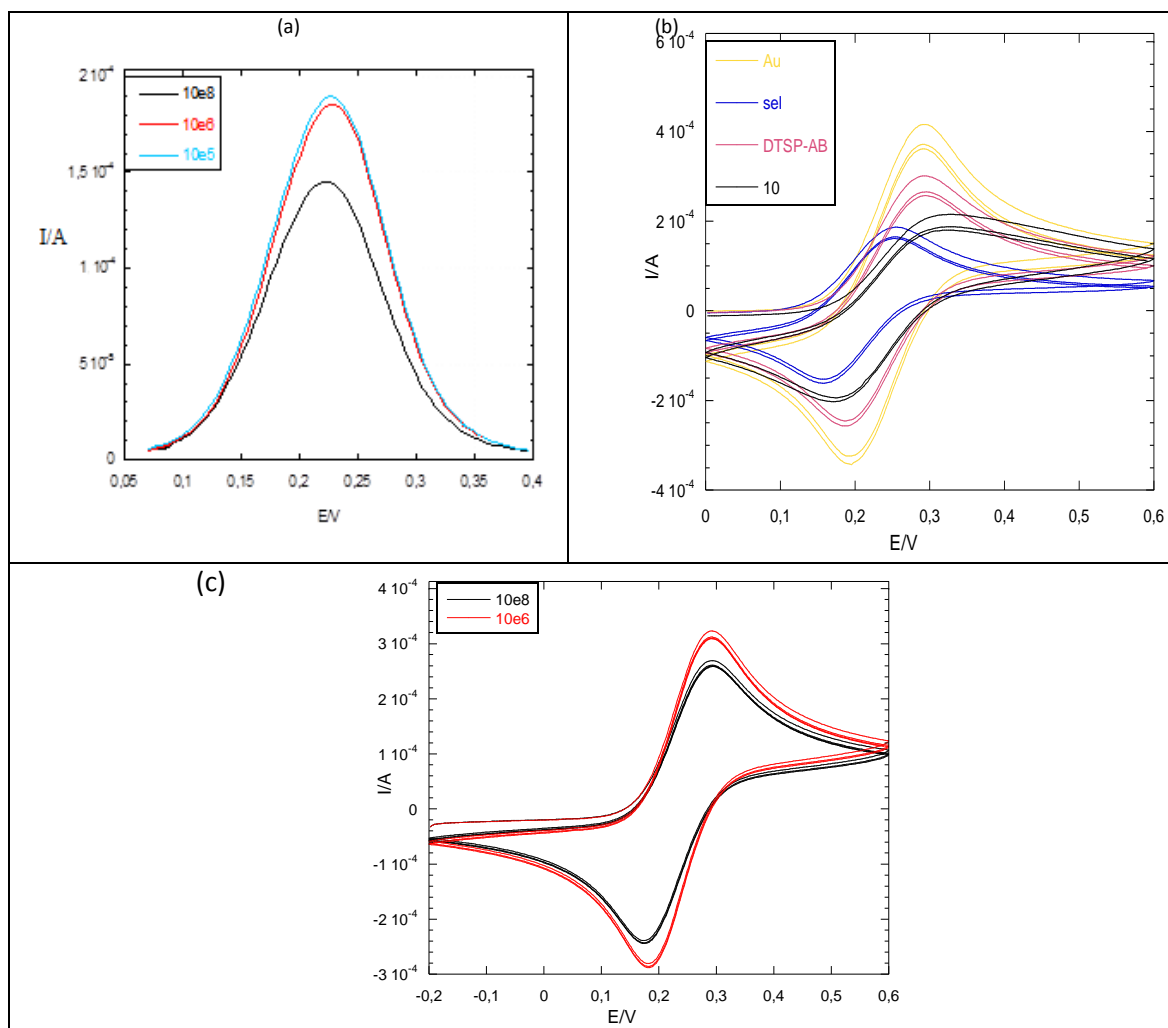 (a)
2 10⁻⁴
10e8
10e6
10e5
1,5 10⁻⁴
I/A
1 10⁻⁴
5 10⁻⁵
0
0,05 0,1 0,15 0,2 0,25 0,3 0,35 0,4
E/V
(b)
6 10⁻⁴
Au
sel
DTSP-AB
10
4 10⁻⁴
2 10⁻⁴
I/A
0
-2 10⁻⁴
-4 10⁻⁴
0 0,1 0,2 0,3 0,4 0,5 0,6
E/V
(c)
4 10⁻⁴
10e8
10e6
3 10⁻⁴
2 10⁻⁴
1 10⁻⁴
I/A
0
-1 10⁻⁴
-2 10⁻⁴
-3 10⁻⁴
-0,2 -0,1 0 0,1 0,2 0,3 0,4 0,5 0,6
E/V